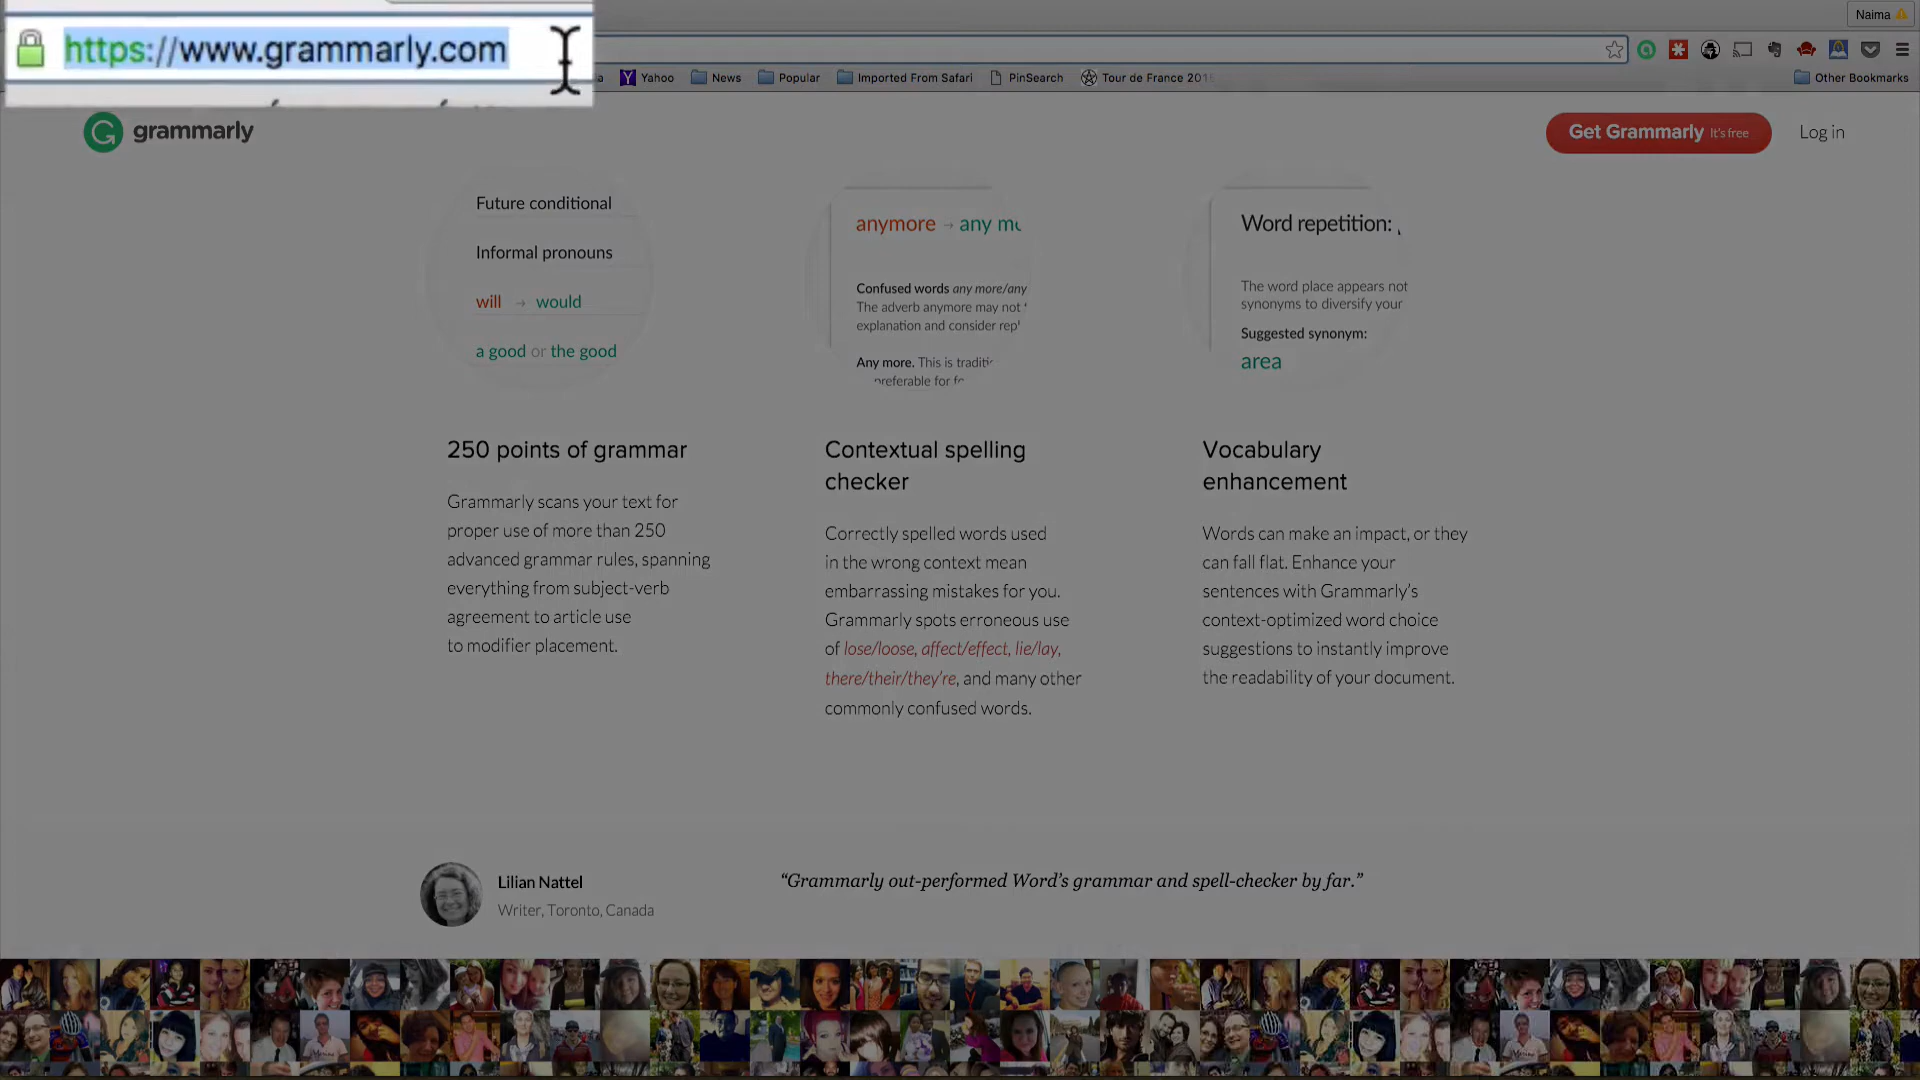 Naima
https://www.grammarly.com
Yahoo
News
Popular
Imported From Safari
PinSearch
Tour de France 201
Other Bookmarks
grammarly
Get Grammarly It's free
Log in
Future conditional
Informal pronouns
will → would
a good or the good
anymore → any
Confused words any more/any
The adverb anymore may not
explanation and consider
Any more. This is
preferable for
Word repetition:
The word place appears not
synonyms to diversify your
Suggested synonym:
area
250 points of grammar
Grammarly scans your text for
proper use of more than 250
advanced grammar rules, spanning
everything from subject-verb
agreement to article use
to modifier placement.
Contextual spelling
checker
Correctly spelled words used
in the wrong context mean
embarrassing mistakes for you.
Grammarly spots erroneous use
of lose/loose, affect/effect, lie/lay,
there/their/they're, and many other
commonly confused words.
Vocabulary
enhancement
Words can make an impact, or they
can fall flat. Enhance your
sentences with Grammarly's
context-optimized word choice
suggestions to instantly improve
the readability of your document.
Lilian Nattel
Writer, Toronto, Canada
“Grammarly out-performed Word's grammar and spell-checker by far.”